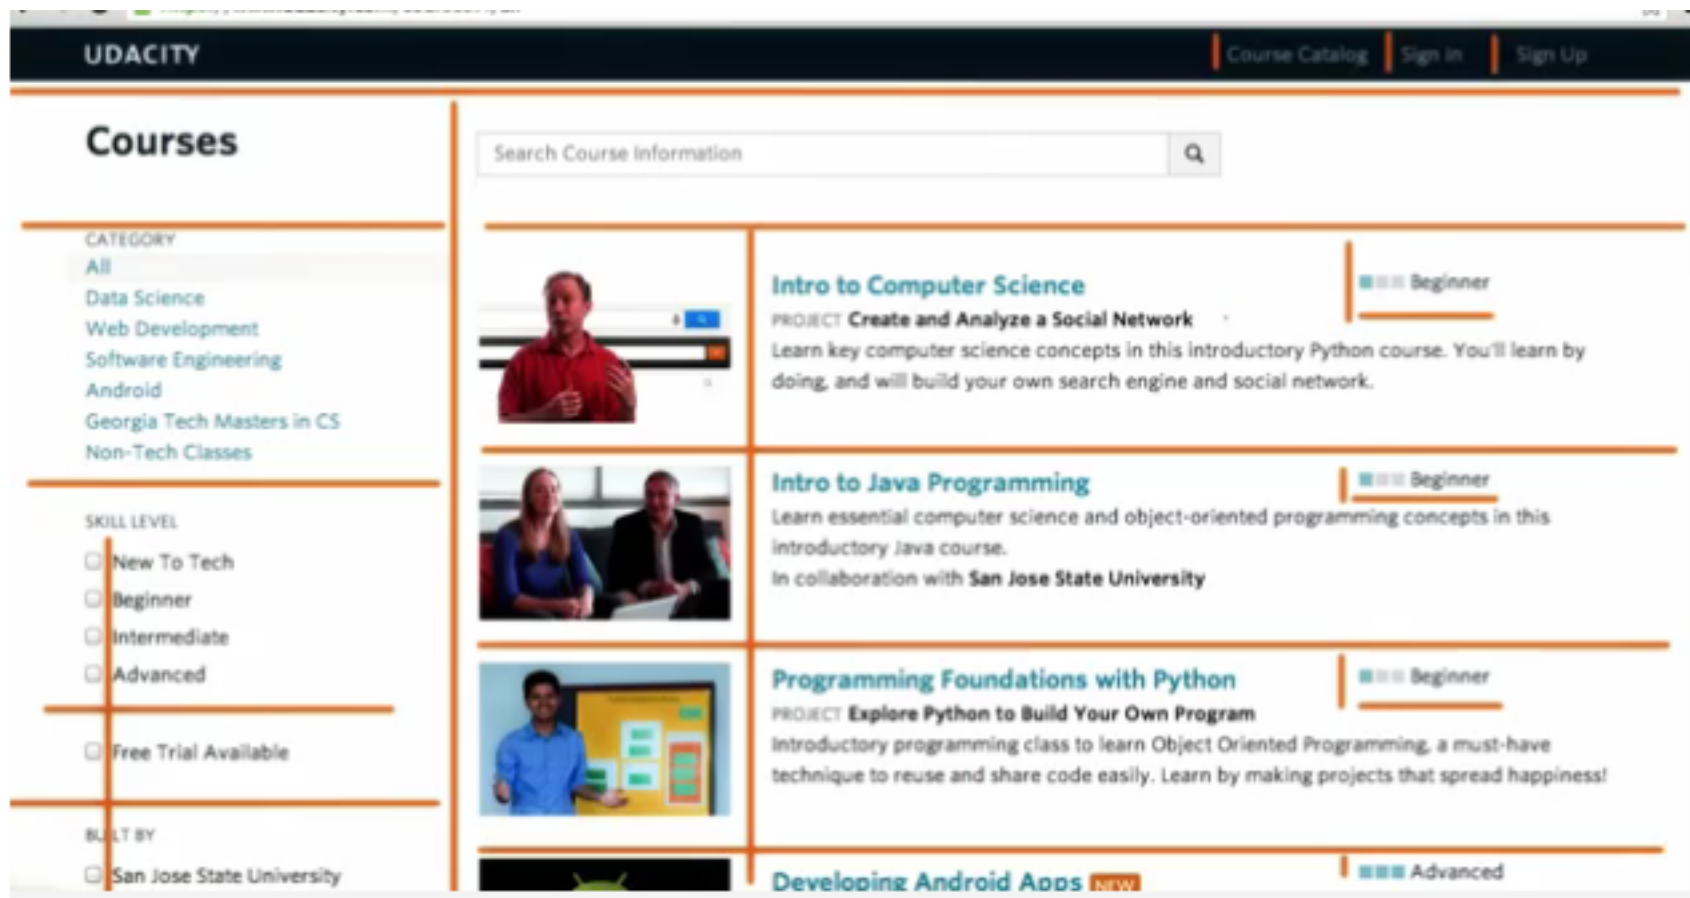 UDACITY
Course Catalog
Sign In
Sign Up
Courses
Search Course Information
CATEGORY
All
Data Science
Web Development
Software Engineering
Android
Georgia Tech Masters in CS
Non-Tech Classes
SKILL LEVEL
New To Tech
Beginner
Intermediate
Advanced
Free Trial Available
BUILT BY
San Jose State University
Intro to Computer Science
Beginner
PROJECT Create and Analyze a Social Network
Learn key computer science concepts in this introductory Python course. You'll learn by
doing, and will build your own search engine and social network.
Intro to Java Programming
Beginner
Learn essential computer science and object-oriented programming concepts in this
introductory Java course.
In collaboration with San Jose State University
Programming Foundations with Python
Beginner
PROJECT Explore Python to Build Your Own Program
Introductory programming class to learn Object Oriented Programming, a must-have
technique to reuse and share code easily. Learn by making projects that spread happiness!
Developing Android Apps NEW
Advanced